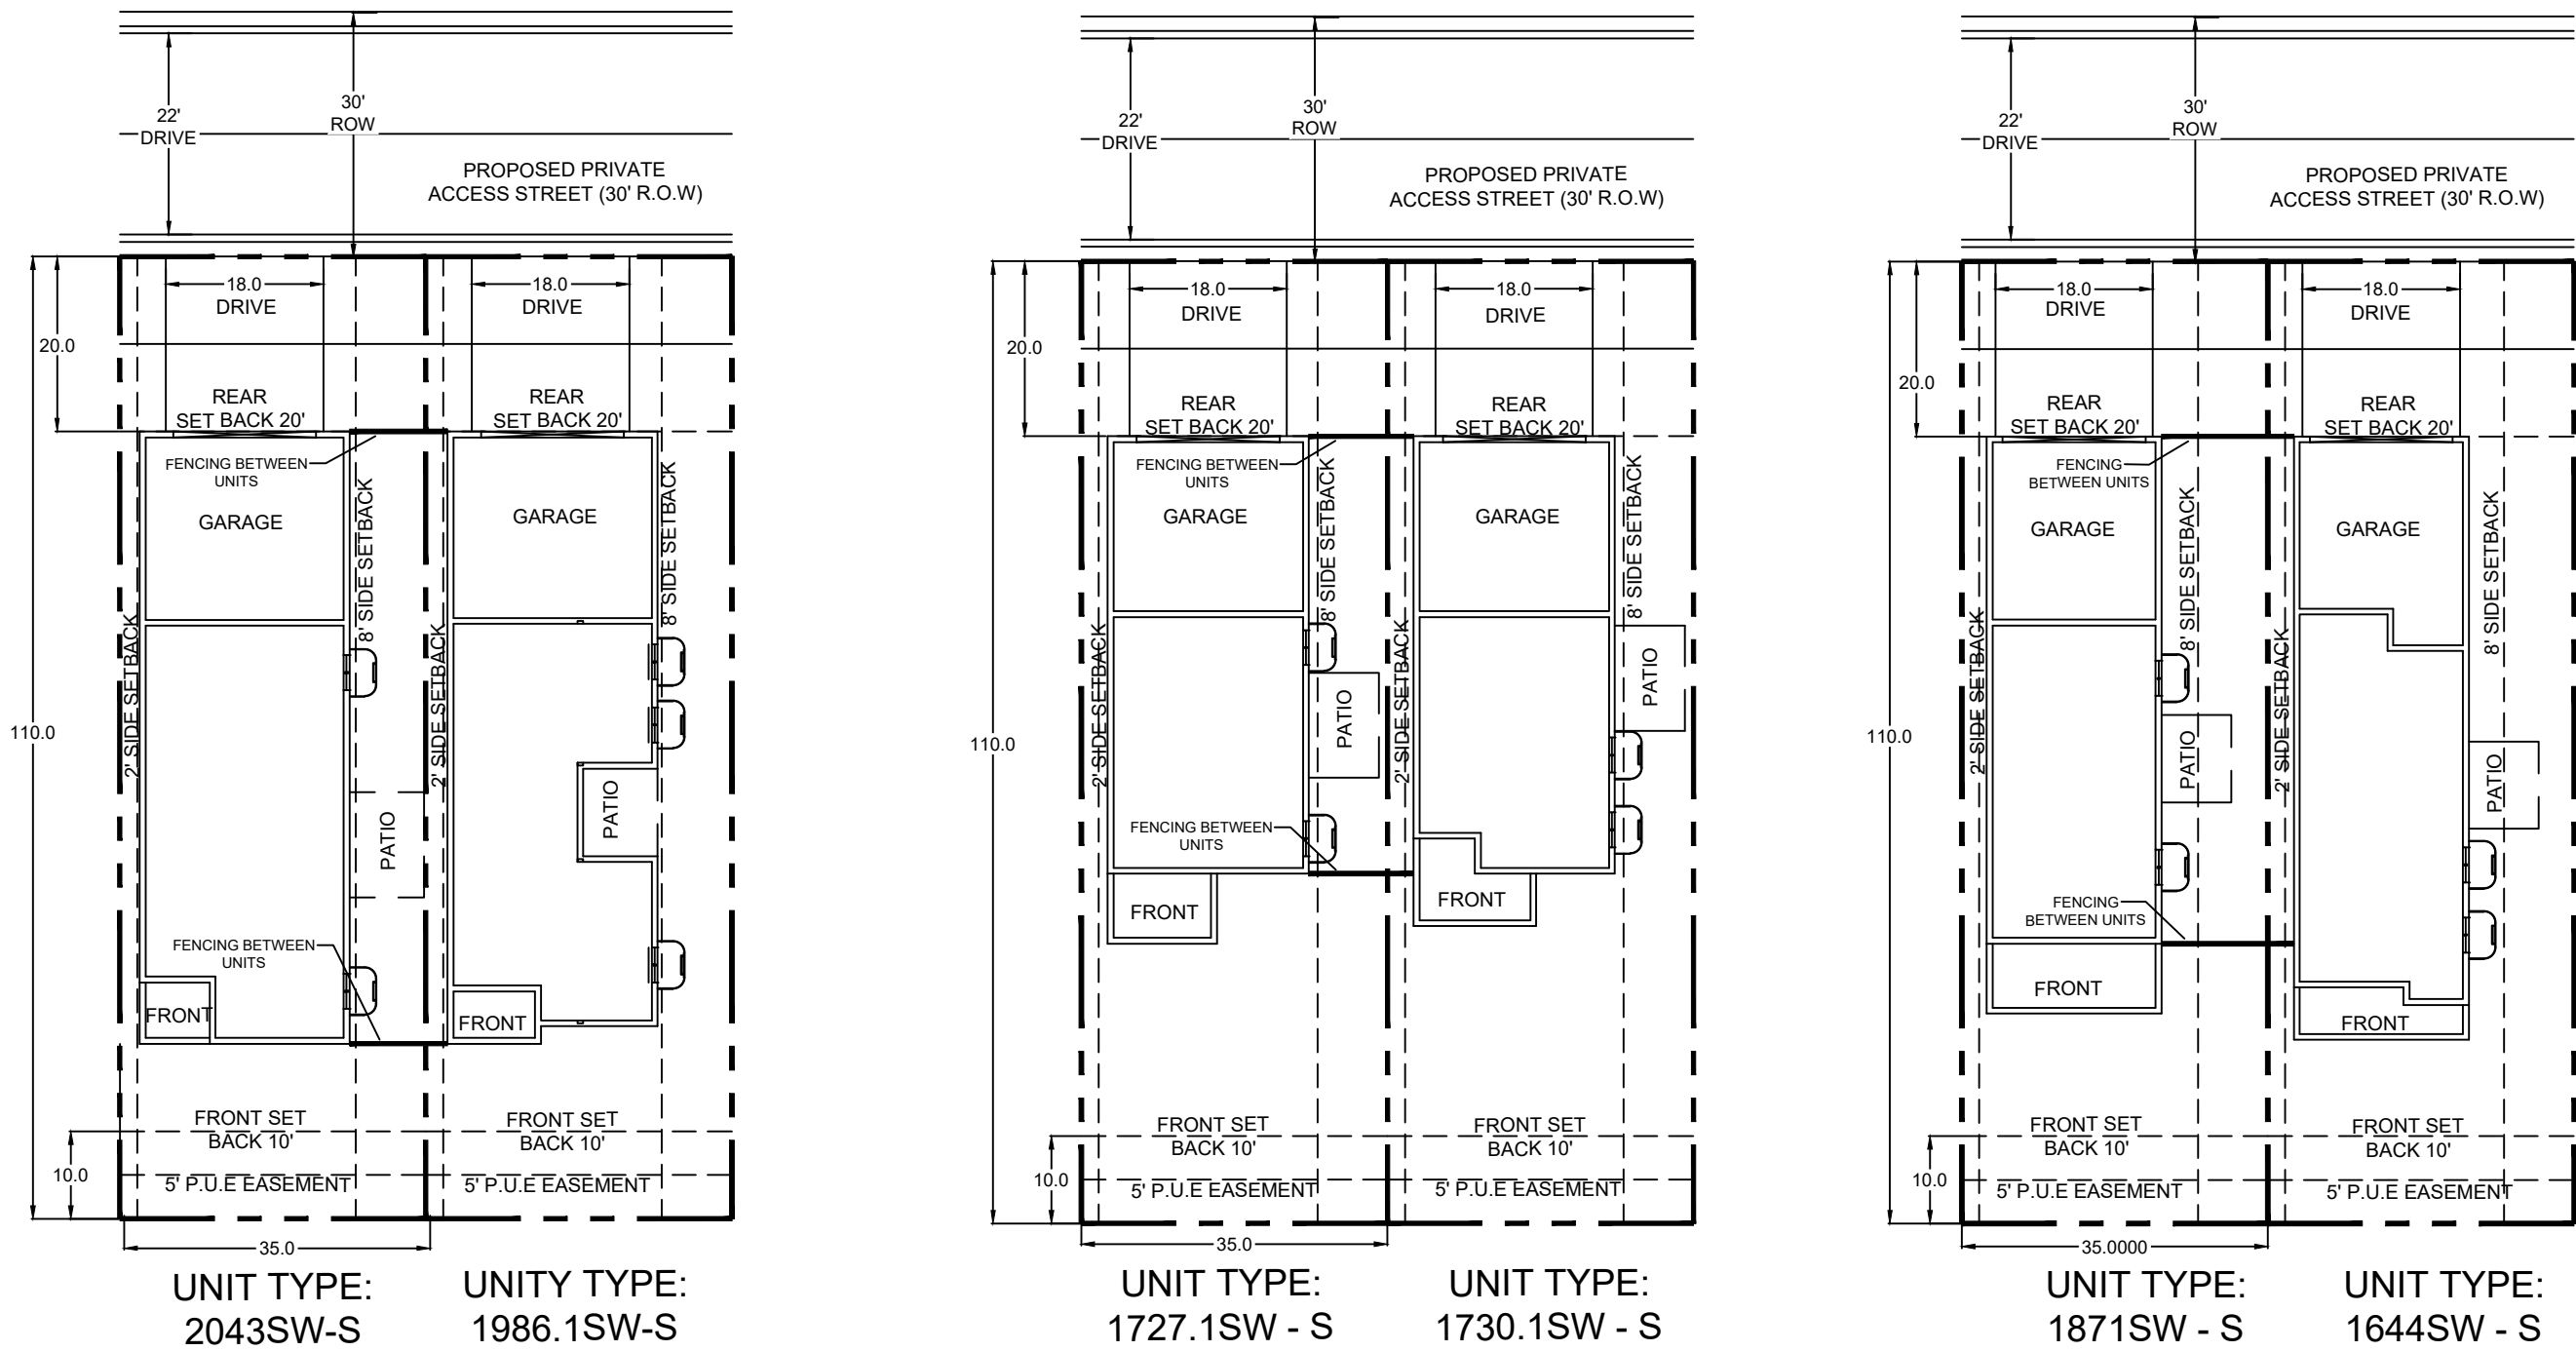 22'
DRIVE
30'
ROW
PROPOSED PRIVATE
ACCESS STREET (30' R.O.W)
18.0
DRIVE
18.0
DRIVE
20.0
REAR
SET BACK 20'
REAR
SET BACK 20'
FENCING BETWEEN
UNITS
GARAGE
GARAGE
8' SIDE SETBACK
8' SIDE SETBACK
2' SIDE SETBACK
2' SIDE SETBACK
110.0
PATIO
PATIO
FENCING BETWEEN
UNITS
FRONT
FRONT
FRONT SET
BACK 10'
FRONT SET
BACK 10'
10.0
5' P.U.E EASEMENT
5' P.U.E EASEMENT
35.0
UNIT TYPE:
2043SW-S
UNITY TYPE:
1986.1SW-S
22'
DRIVE
30'
ROW
PROPOSED PRIVATE
ACCESS STREET (30' R.O.W)
18.0
DRIVE
18.0
DRIVE
20.0
REAR
SET BACK 20'
REAR
SET BACK 20'
FENCING BETWEEN
UNITS
GARAGE
GARAGE
8' SIDE SETBACK
8' SIDE SETBACK
2' SIDE SETBACK
2' SIDE SETBACK
110.0
PATIO
PATIO
FENCING BETWEEN
UNITS
FRONT
FRONT
FRONT SET
BACK 10'
FRONT SET
BACK 10'
10.0
5' P.U.E EASEMENT
5' P.U.E EASEMENT
35.0
UNIT TYPE:
1727.1SW - S
UNIT TYPE:
1730.1SW - S
22'
DRIVE
30'
ROW
PROPOSED PRIVATE
ACCESS STREET (30' R.O.W)
18.0
DRIVE
18.0
DRIVE
20.0
REAR
SET BACK 20'
REAR
SET BACK 20'
FENCING
BETWEEN UNITS
GARAGE
GARAGE
8' SIDE SETBACK
8' SIDE SETBACK
2' SIDE SETBACK
2' SIDE SETBACK
110.0
PATIO
PATIO
FENCING
BETWEEN UNITS
FRONT
FRONT
FRONT SET
BACK 10'
FRONT SET
BACK 10'
10.0
5' P.U.E EASEMENT
5' P.U.E EASEMENT
35.0000
UNIT TYPE:
1871SW - S
UNIT TYPE:
1644SW - S